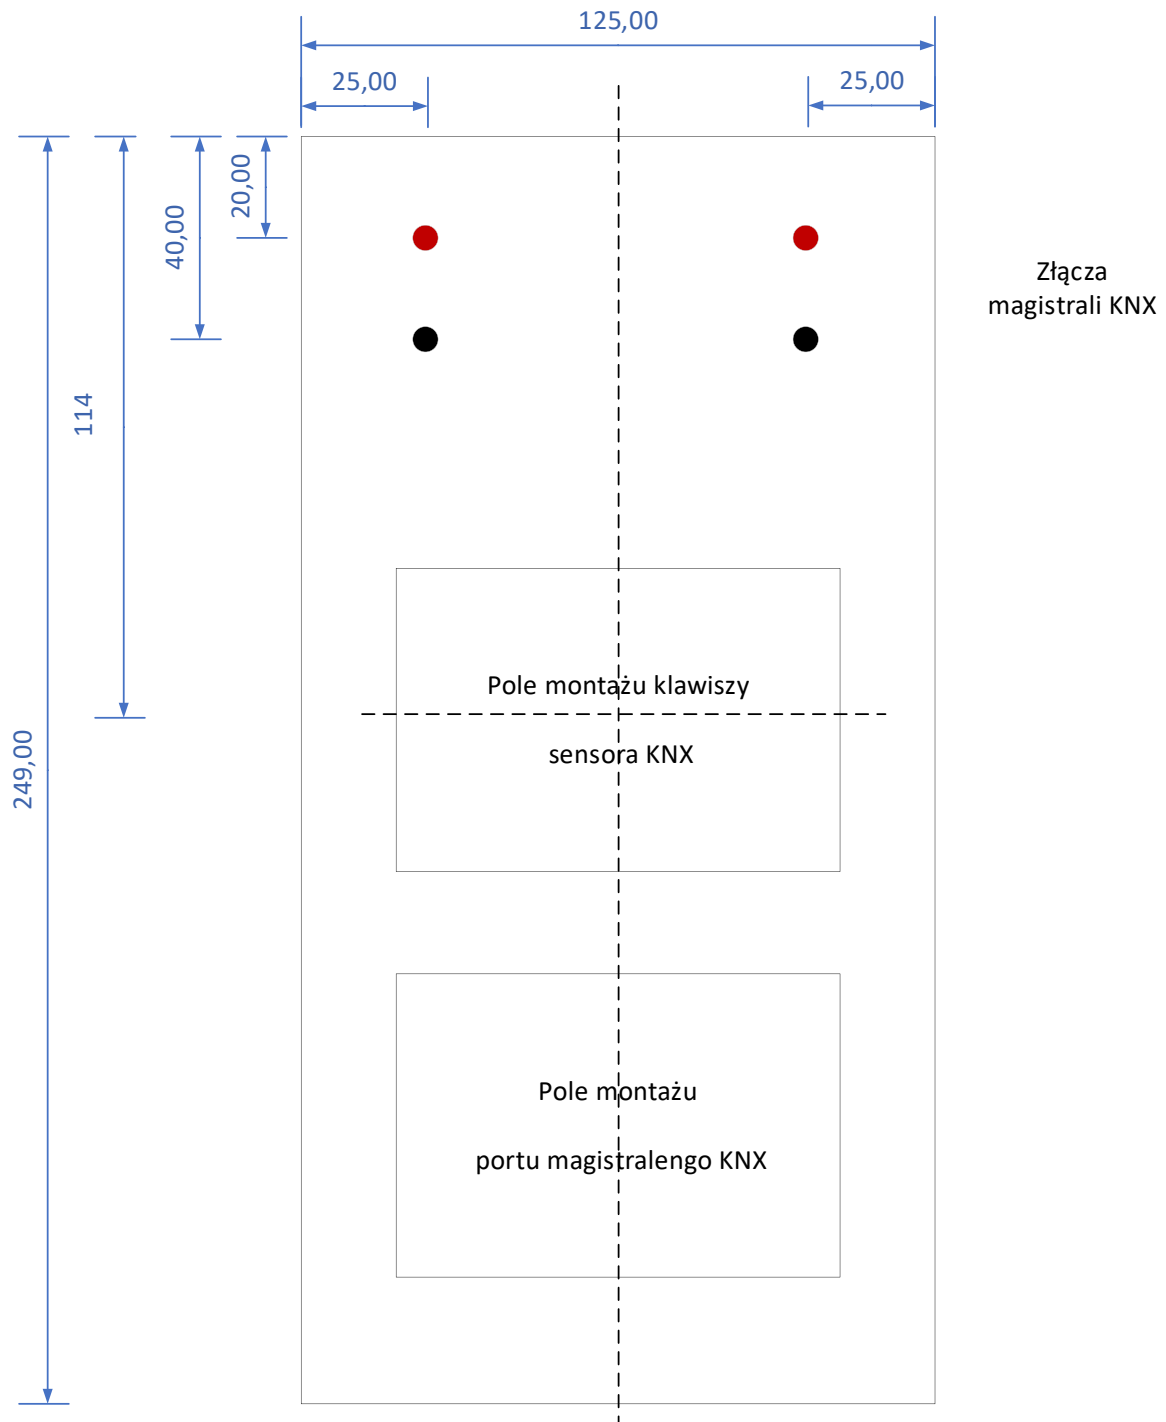 125,00
25,00
25,00
20,00
40,00
114
249,00
Złącza
magistrali KNX
Pole montażu klawiszy
sensora KNX
Pole montażu
portu magistralengo KNX